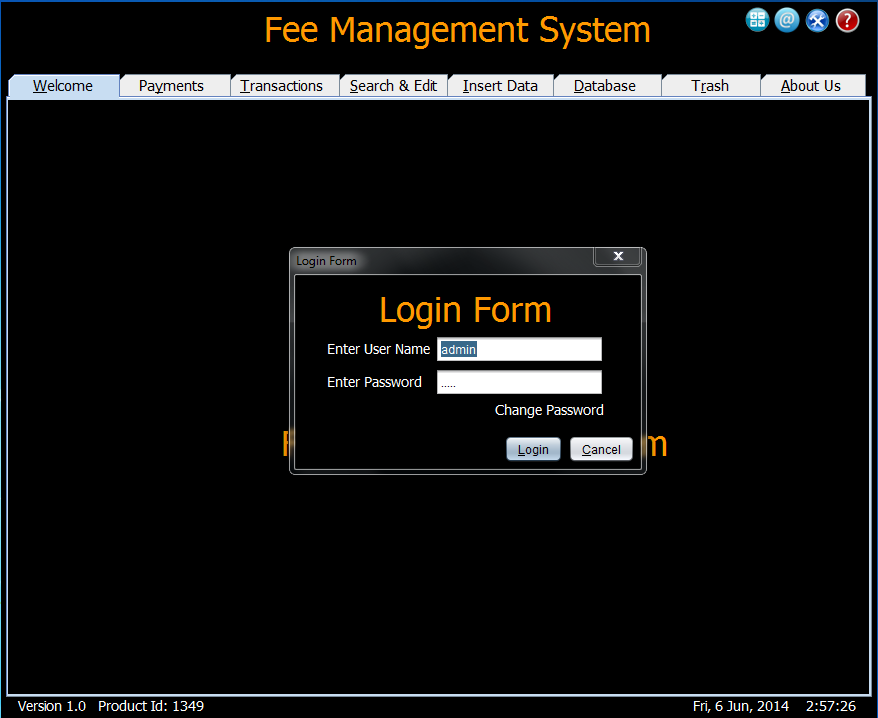 Fee Management System
Welcome Payments Transactions Search & Edit Insert Data Database Trash About Us
Login Form X
Login Form
Enter User Name admin
Enter Password .....
Change Password
Login Cancel
Version 1.0 Product Id: 1349 Fri, 6 Jun, 2014 2:57:26